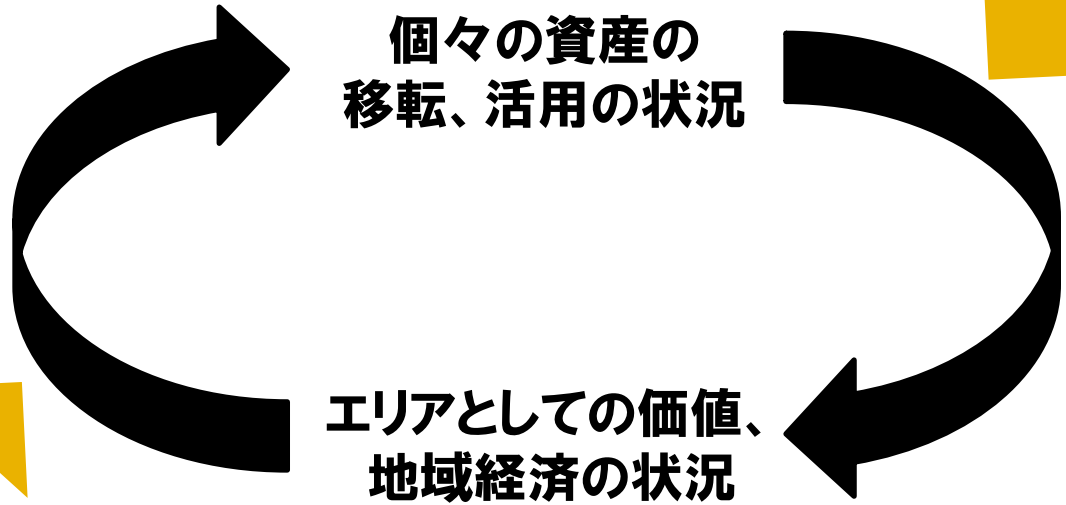 個々の資産の
移転、活用の状況
エリアとしての価値、
地域経済の状況